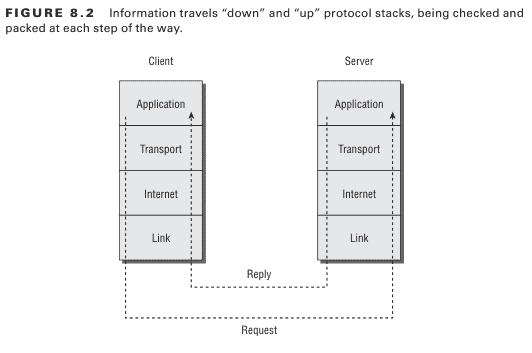 FIGURE 8.2 Information travels “down” and “up” protocol stacks, being checked and
packed at each step of the way.
Client
Server
Application
Application
Transport
Transport
Internet
Internet
Link
Link
Reply
Request